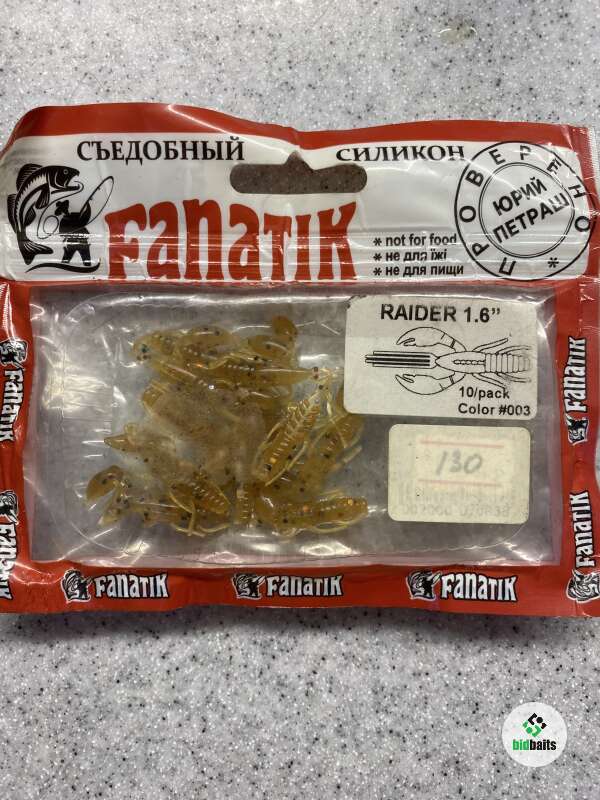 СЪЕДОБНЫЙ СИЛИКОН
FANATIK
* not for food
* не для їжі
* не для пищи
ПРОВЕРЕНО *
ЮРИЙ
ПЕТРАШ
RAIDER 1.6”
10/pack
Color #003
130
FANATIK
FANATIK
FANATIK
FANATIK
FANATIK
FANATIK
FANATIK
bidbaits